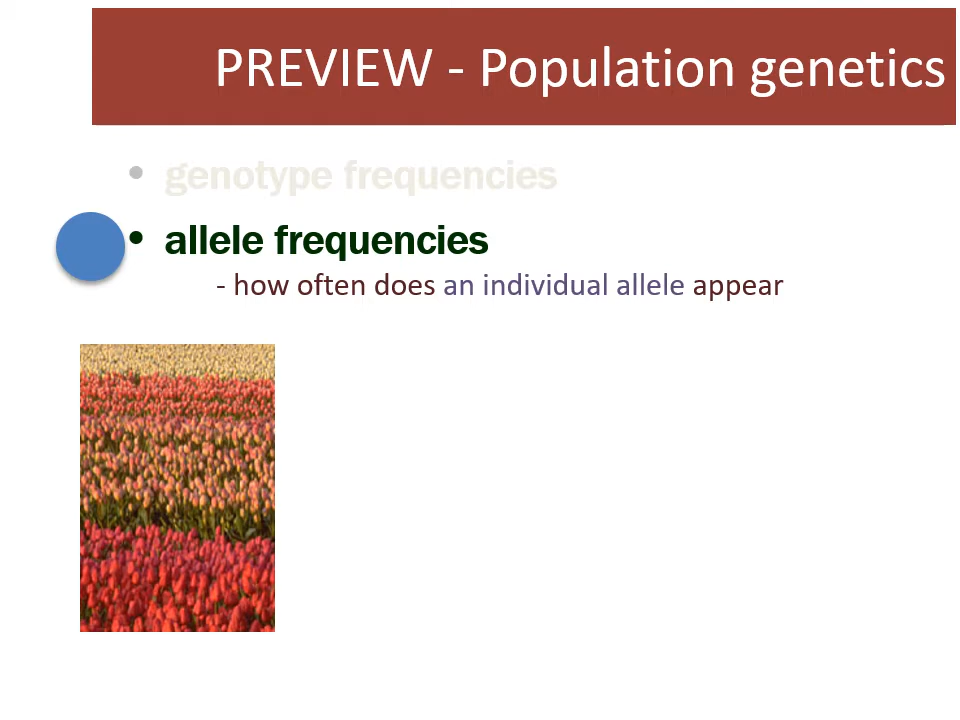 PREVIEW - Population genetics
• genotype frequencies
• allele frequencies
- how often does an individual allele appear